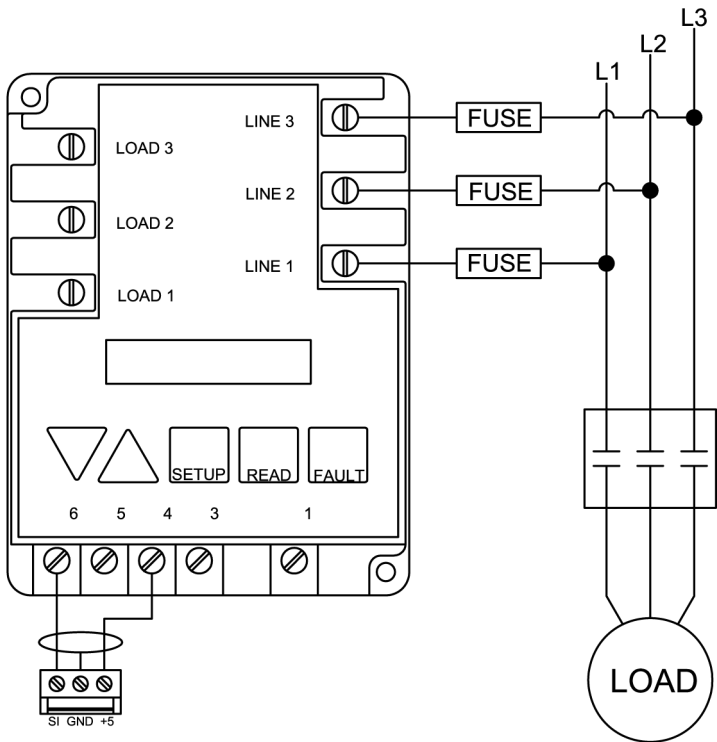 L3
L2
L1
LINE 3
FUSE
LOAD 3
LINE 2
FUSE
LOAD 2
LINE 1
FUSE
LOAD 1
SETUP READ FAULT
6 5 4 3 1
LOAD
SI GND +5